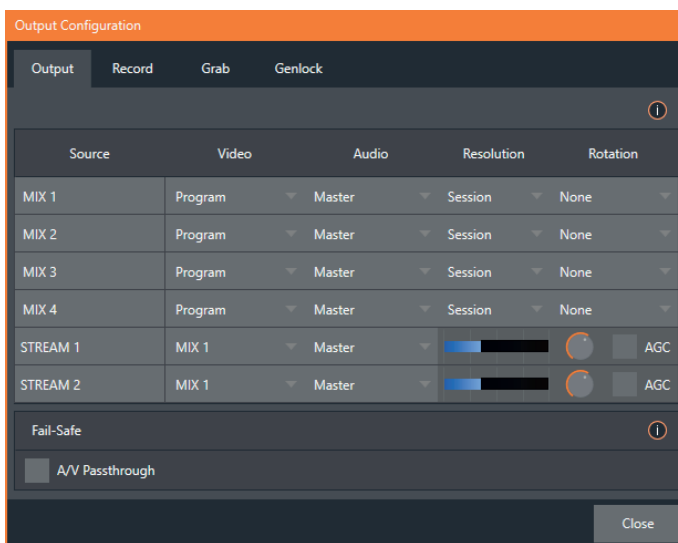 Output Configuration
Output Record Grab Genlock
Source Video Audio Resolution Rotation
MIX 1 Program Master Session None
MIX 2 Program Master Session None
MIX 3 Program Master Session None
MIX 4 Program Master Session None
STREAM 1 MIX 1 Master AGC
STREAM 2 MIX 1 Master AGC
Fail-Safe
A/V Passthrough
Close